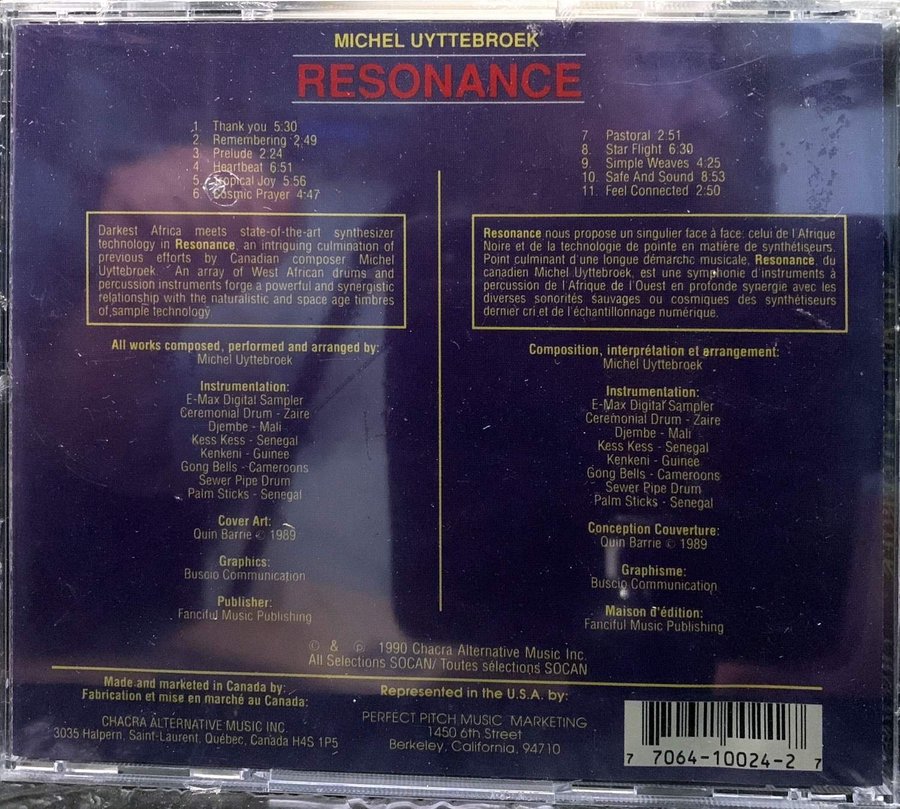 MICHEL UYTTEBROEK
RESONANCE
1. Thank you 5:30
2. Remembering 2:49
3. Prelude 2:24
4. Heartbeat 6:51
5. Tropical Joy 5:56
6. Cosmic Prayer 4:47
7. Pastoral 2:51
8. Star Flight 6:30
9. Simple Weaves 4:25
10. Safe And Sound 8:53
11. Feel Connected 2:50
Darkest Africa meets state-of-the-art synthesizer
technology in Resonance, an intriguing culmination of
previous efforts by Canadian composer Michel
Uyttebroek. An array of West African drums and
percussion instruments forge a powerful and synergistic
relationship with the naturalistic and space age timbres
of sample technology.
Resonance nous propose un singulier face à face: celui de l'Afrique
Noire et de la technologie de pointe en matière de synthétiseurs.
Point culminant d'une longue démarche musicale, Resonance, du
canadien Michel Uyttebroek, est une symphonie d'instruments à
percussion de l'Afrique de l'Ouest en profonde synergie avec les
diverses sonorités sauvages ou cosmiques des synthétiseurs
dernier cri et de l'échantillonnage numérique.
All works composed, performed and arranged by:
Michel Uyttebroek
Instrumentation:
E-Max Digital Sampler
Ceremonial Drum - Zaire
Djembe - Mali
Kess Kess - Senegal
Kenkeni - Guinee
Gong Bells - Cameroons
Sewer Pipe Drum
Palm Sticks - Senegal
Cover Art:
Quin Barrie © 1989
Graphics:
Buscio Communication
Publisher:
Fanciful Music Publishing
Composition, interprétation et arrangement:
Michel Uyttebroek
Instrumentation:
E-Max Digital Sampler
Ceremonial Drum - Zaire
Djembe - Mali
Kess Kess - Senegal
Kenkeni - Guinee
Gong Bells - Cameroons
Sewer Pipe Drum
Palm Sticks - Senegal
Conception Couverture:
Quin Barrie © 1989
Graphisme:
Buscio Communication
Maison d'édition:
Fanciful Music Publishing
© & ℗ 1990 Chacra Alternative Music Inc.
All Selections SOCAN/ Toutes sélections SOCAN
Made and marketed in Canada by:
Fabrication et mise en marché au Canada:
CHACRA ALTERNATIVE MUSIC INC.
3035 Halpern, Saint-Laurent, Québec, Canada H4S 1P5
Represented in the U.S.A. by:
PERFECT PITCH MUSIC MARKETING
1450 6th Street
Berkeley, California, 94710
7 7064-10024-2 7